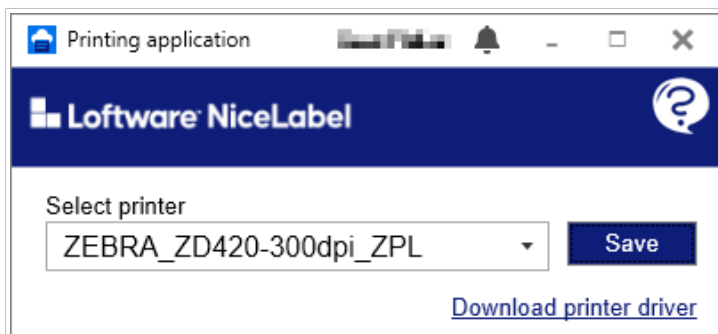 Printing application
Loftware NiceLabel
Select printer
ZEBRA_ZD420-300dpi_ZPL
Save
Download printer driver